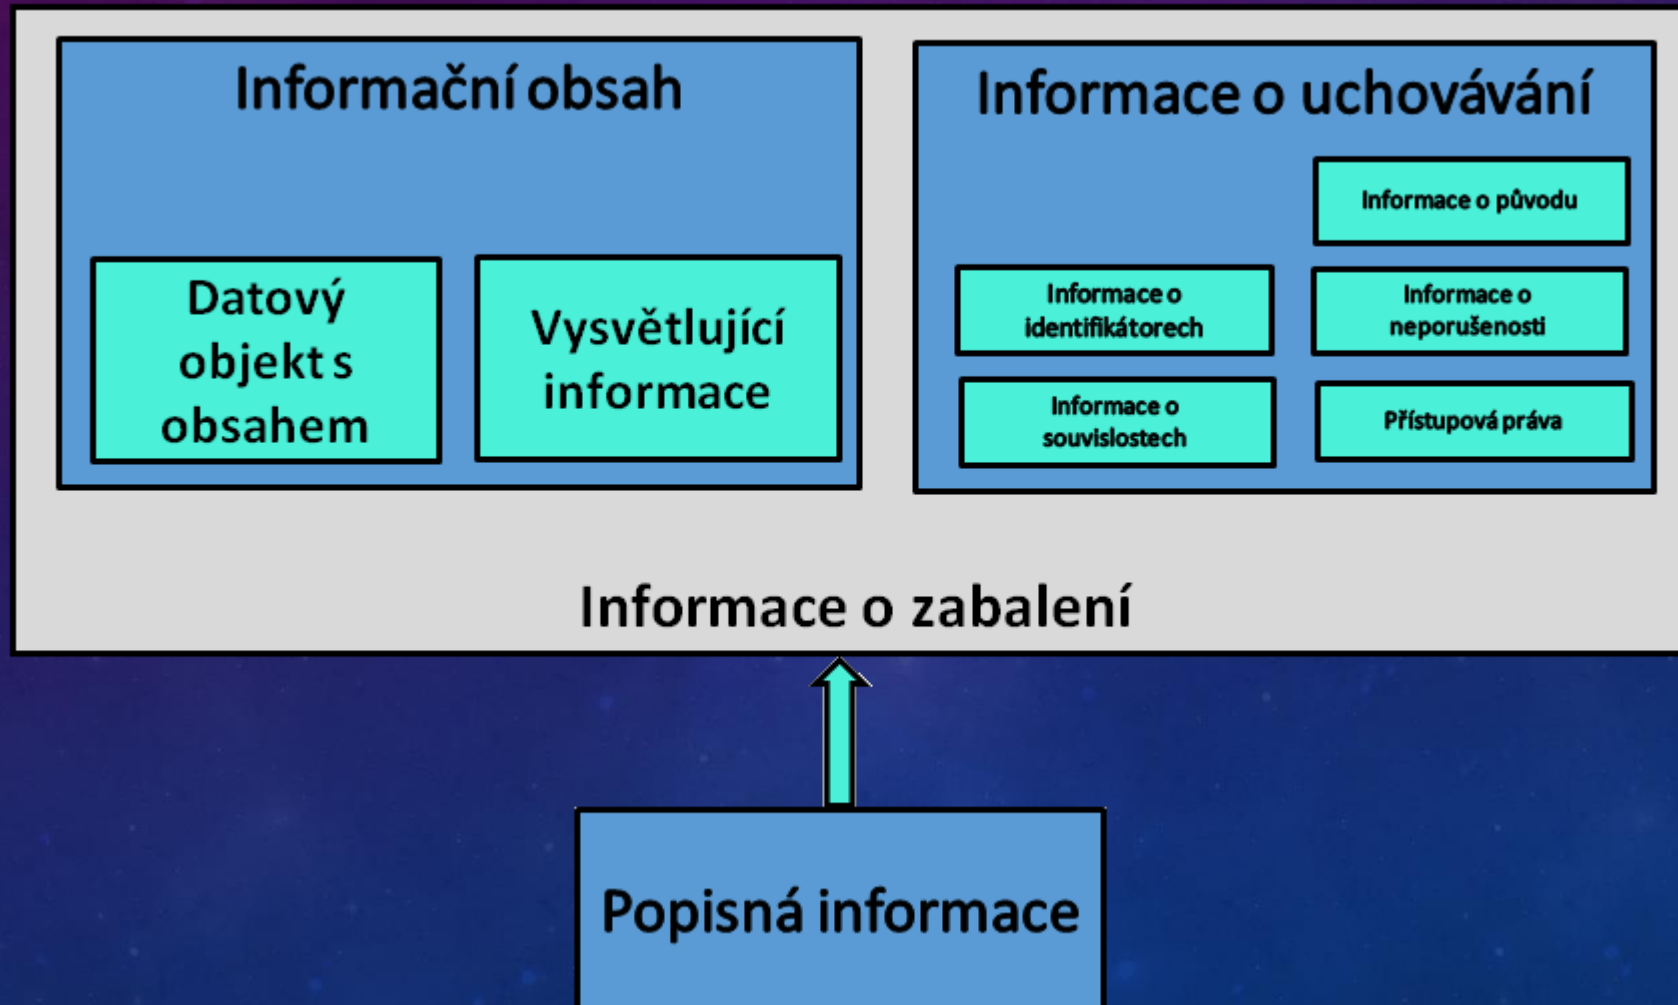 Informační obsah
Datový
objekt s
obsahem
Vysvětlující
informace
Informace o uchovávání
Informace o původu
Informace o
identifikátorech
Informace o
neporušenosti
Informace o
souvislostech
Přístupová práva
Informace o zabalení
Popisná informace